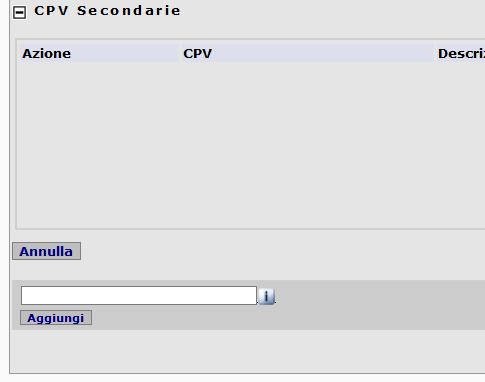 CPV Secondarie
Azione CPV Descriz
Annulla
i
Aggiungi